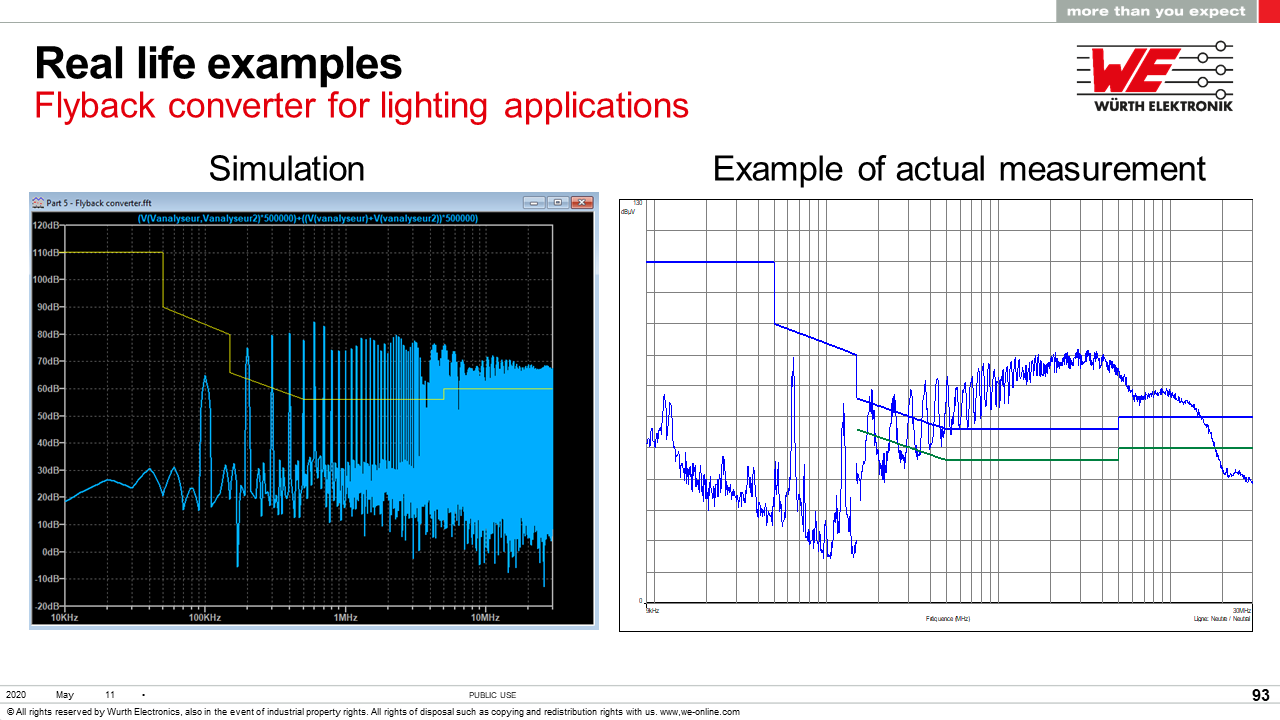 more than you expect
Real life examples
Flyback converter for lighting applications
WE
WÜRTH ELEKTRONIK
Simulation
Example of actual measurement
Part 5 - Flyback converter.fft
(V(Vanalyseur,Vanalyseur2)*500000)+((V(vanalyseur)+V(vanalyseur2))*500000)
120dB
110dB
100dB
90dB
80dB
70dB
60dB
50dB
40dB
30dB
20dB
10dB
0dB
-10dB
-20dB
10KHz 100KHz 1MHz 10MHz
130
dBµV
0
9kHz 30MHz
Fréquence (MHz) Ligne: Neutre / Neutral
2020 May 11 • PUBLIC USE 93
© All rights reserved by Wurth Electronics, also in the event of industrial property rights. All rights of disposal such as copying and redistribution rights with us. www,we-online.com